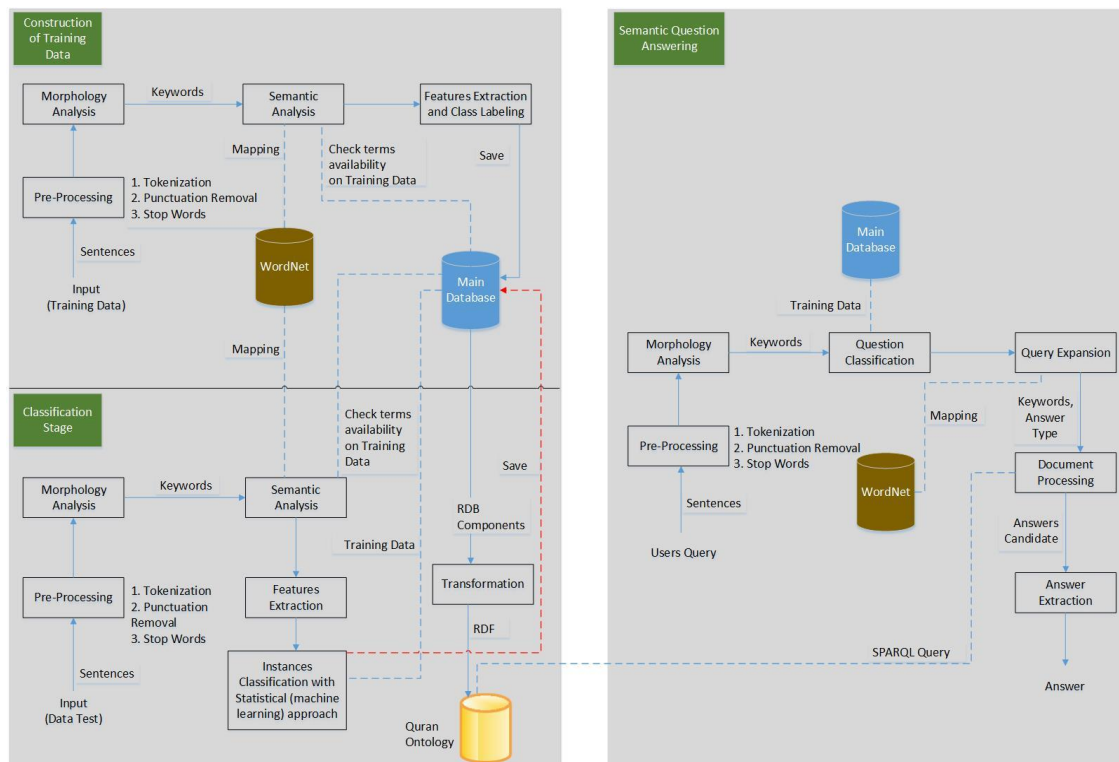 Construction
of Training
Data
Morphology
Analysis
Keywords
Semantic
Analysis
Features Extraction
and Class Labeling
Mapping
Check terms
availability
on Training Data
Save
Pre-Processing
1. Tokenization
2. Punctuation Removal
3. Stop Words
Sentences
Input
(Training Data)
WordNet
Main
Database
Mapping
Classification
Stage
Check terms
availability
on Training
Data
Save
Morphology
Analysis
Keywords
Semantic
Analysis
RDB
Components
Training Data
Pre-Processing
1. Tokenization
2. Punctuation
Removal
3. Stop Words
Features
Extraction
Transformation
RDF
Sentences
Input
(Data Test)
Instances
Classification with
Statistical (machine
learning) approach
Quran
Ontology
Semantic Question
Answering
Main
Database
Training Data
Morphology
Analysis
Keywords
Question
Classification
Query Expansion
Mapping
Keywords,
Answer
Type
Pre-Processing
1. Tokenization
2. Punctuation Removal
3. Stop Words
WordNet
Document
Processing
Sentences
Users Query
Answers
Candidate
Answer
Extraction
SPARQL Query
Answer